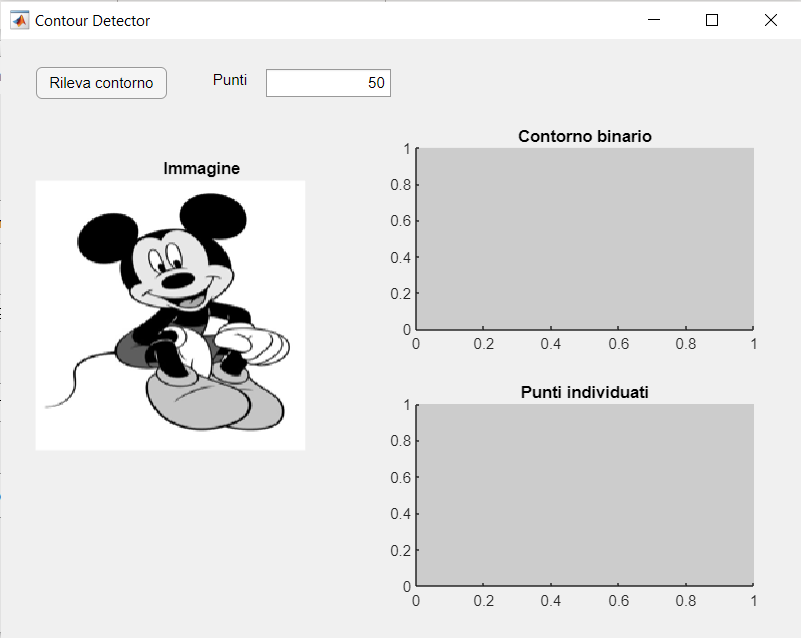 Contour Detector
Rileva contorno
Punti
50
Immagine
Contorno binario
1
0.8
0.6
0.4
0.2
0
0 0.2 0.4 0.6 0.8 1
Punti individuati
1
0.8
0.6
0.4
0.2
0
0 0.2 0.4 0.6 0.8 1